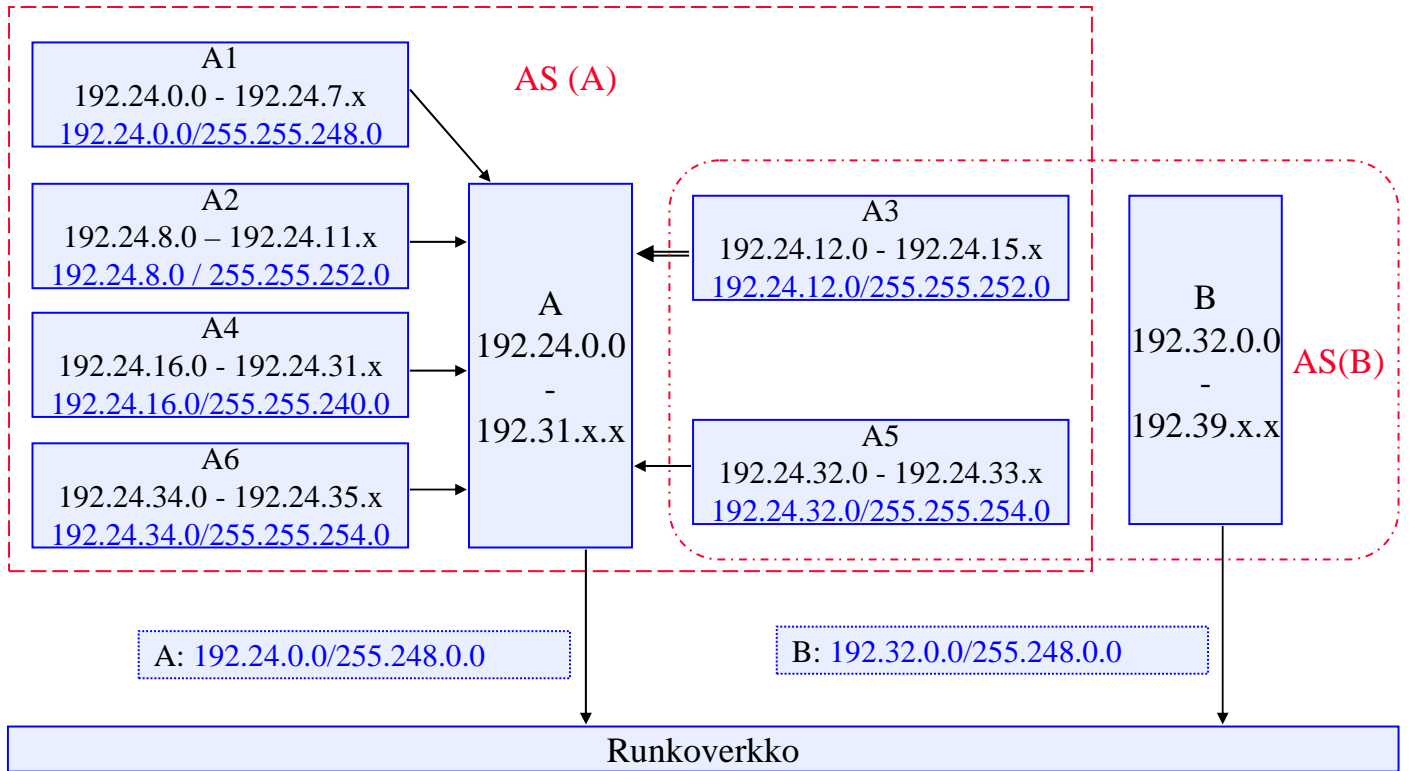 A1
192.24.0.0 - 192.24.7.x
192.24.0.0/255.255.248.0
AS (A)
A2
192.24.8.0 – 192.24.11.x
192.24.8.0 / 255.255.252.0
A4
192.24.16.0 - 192.24.31.x
192.24.16.0/255.255.240.0
A6
192.24.34.0 - 192.24.35.x
192.24.34.0/255.255.254.0
A
192.24.0.0
-
192.31.x.x
A3
192.24.12.0 - 192.24.15.x
192.24.12.0/255.255.252.0
A5
192.24.32.0 - 192.24.33.x
192.24.32.0/255.255.254.0
B
192.32.0.0
-
192.39.x.x
AS(B)
A: 192.24.0.0/255.248.0.0
B: 192.32.0.0/255.248.0.0
Runkoverkko